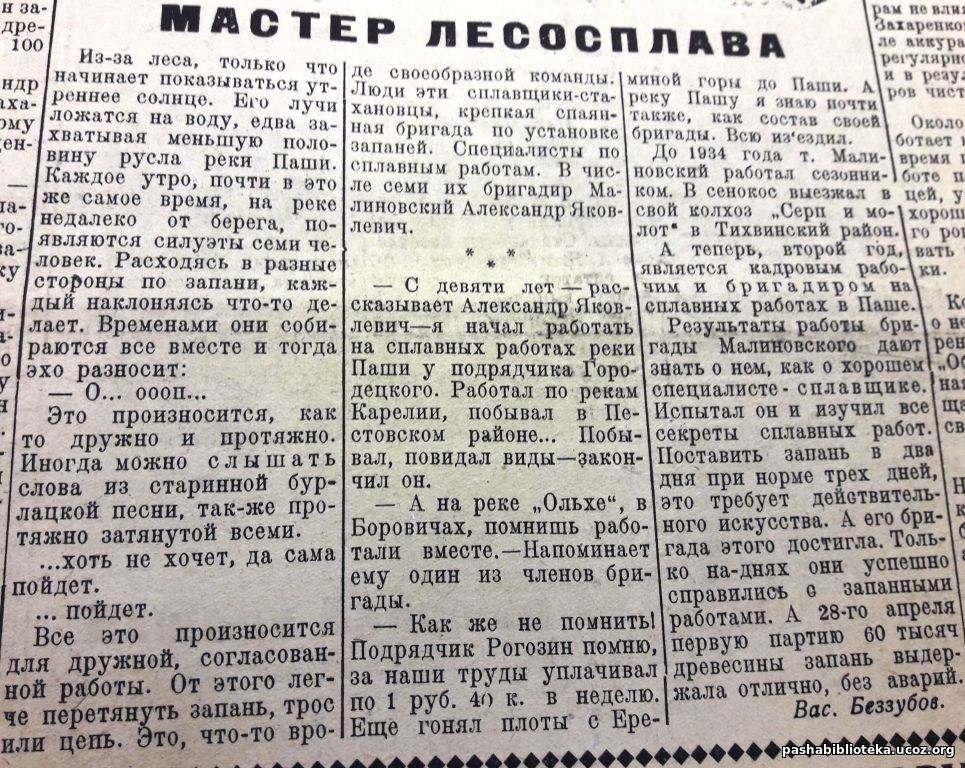 МАСТЕР ЛЕСОСПЛАВА
Из-за леса, только что
начинает показываться ут-
реннее солнце. Его лучи
ложатся на воду, едва за-
хватывая меньшую поло-
вину русла реки Паши.
Каждое утро, почти в это
же самое время, на реке
недалеко от берега, по-
являются силуэты семи че-
ловек. Расходясь в разные
стороны по запани, каж-
дый наклоняясь что-то де-
лает. Временами они соби-
раются все вместе и тогда
эхо разносит:
— О... оооп...
Это произносится, как
то дружно и протяжно.
Иногда можно слышать
слова из старинной бур-
лацкой песни, так-же про-
тяжно затянутой всеми.
...хоть не хочет, да сама
пойдет.
... пойдет.
Все это произносится
для дружной, согласован-
ной работы. От этого лег-
че перетянуть запань, трос
или цепь. Это, что-то вро-
де своеобразной команды.
Люди эти сплавщики-ста-
хановцы, крепкая спаян-
ная бригада по установке
запаней. Специалисты по
сплавным работам. В чис-
ле семи их бригадир Ма-
линовский Александр Яков-
левич.
* * *
— С девяти лет — рас-
сказывает Александр Яков-
левич—я начал работать
на сплавных работах реки
Паши у подрядчика Горо-
децкого. Работал по рекам
Карелии, побывал в Пе-
стовском районе... Побы-
вал, повидал виды—закон-
чил он.
— А на реке „Ольхе“, в
Боровичах, помнишь рабо-
тали вместе.—Напоминает
ему один из членов бри-
гады.
— Как же не помнить!
Подрядчик Рогозин помню,
за наши труды уплачивал
по 1 руб. 40 к. в неделю.
Еще гонял плоты с Ере-
миной горы до Паши. А
реку Пашу я знаю почти
также, как состав своей
бригады. Всю из'ездил.
До 1934 года т. Мали-
новский работал сезонни-
ком. В сенокос выезжал в
свой колхоз „Серп и мо-
лот“ в Тихвинский район.
А теперь, второй год,
является кадровым рабо-
чим и бригадиром на
сплавных работах в Паше.
Результаты работы бри-
гады Малиновского дают
знать о нем, как о хорошем
специалисте-сплавщике.
Испытал он и изучил все
секреты сплавных работ.
Поставить запань в два
дня при норме трех дней,
это требует действитель-
ного искусства. А его бри-
гада этого достигла. Толь-
ко на-днях они успешно
справились с запанными
работами. А 28-го апреля
первую партию 60 тысяч
древесины запань выдер-
жала отлично, без аварий.
Вас. Беззубов.
pashabiblioteka.ucoz.org